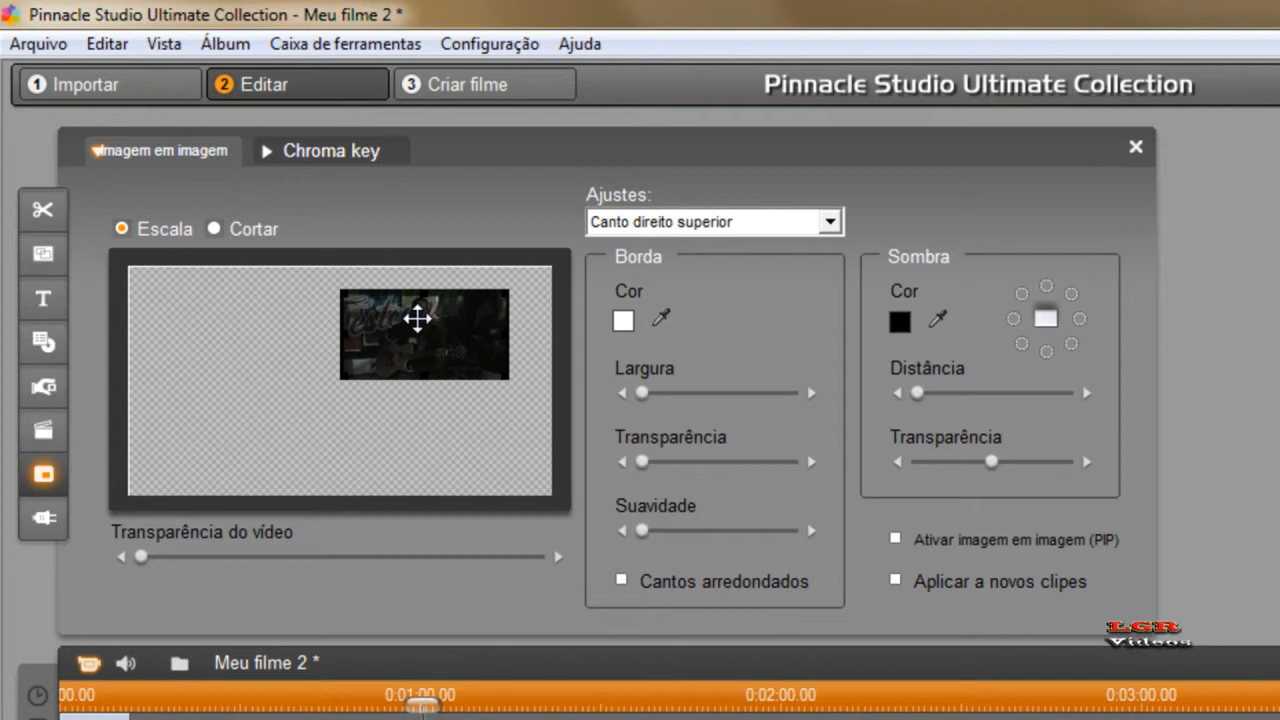 Pinnacle Studio Ultimate Collection - Meu filme 2 *
Arquivo Editar Vista Álbum Caixa de ferramentas Configuração Ajuda
1 Importar 2 Editar 3 Criar filme Pinnacle Studio Ultimate Collection
Imagem em imagem Chroma key
Ajustes:
Canto direito superior
Escala Cortar
Borda Sombra
Cor Cor
Largura Distância
Transparência Transparência
Suavidade
Transparência do vídeo
Ativar imagem em imagem (PIP)
Cantos arredondados Aplicar a novos clipes
LGR
Videos
Meu filme 2 *
00.00 0:01:00.00 0:02:00.00 0:03:00.00